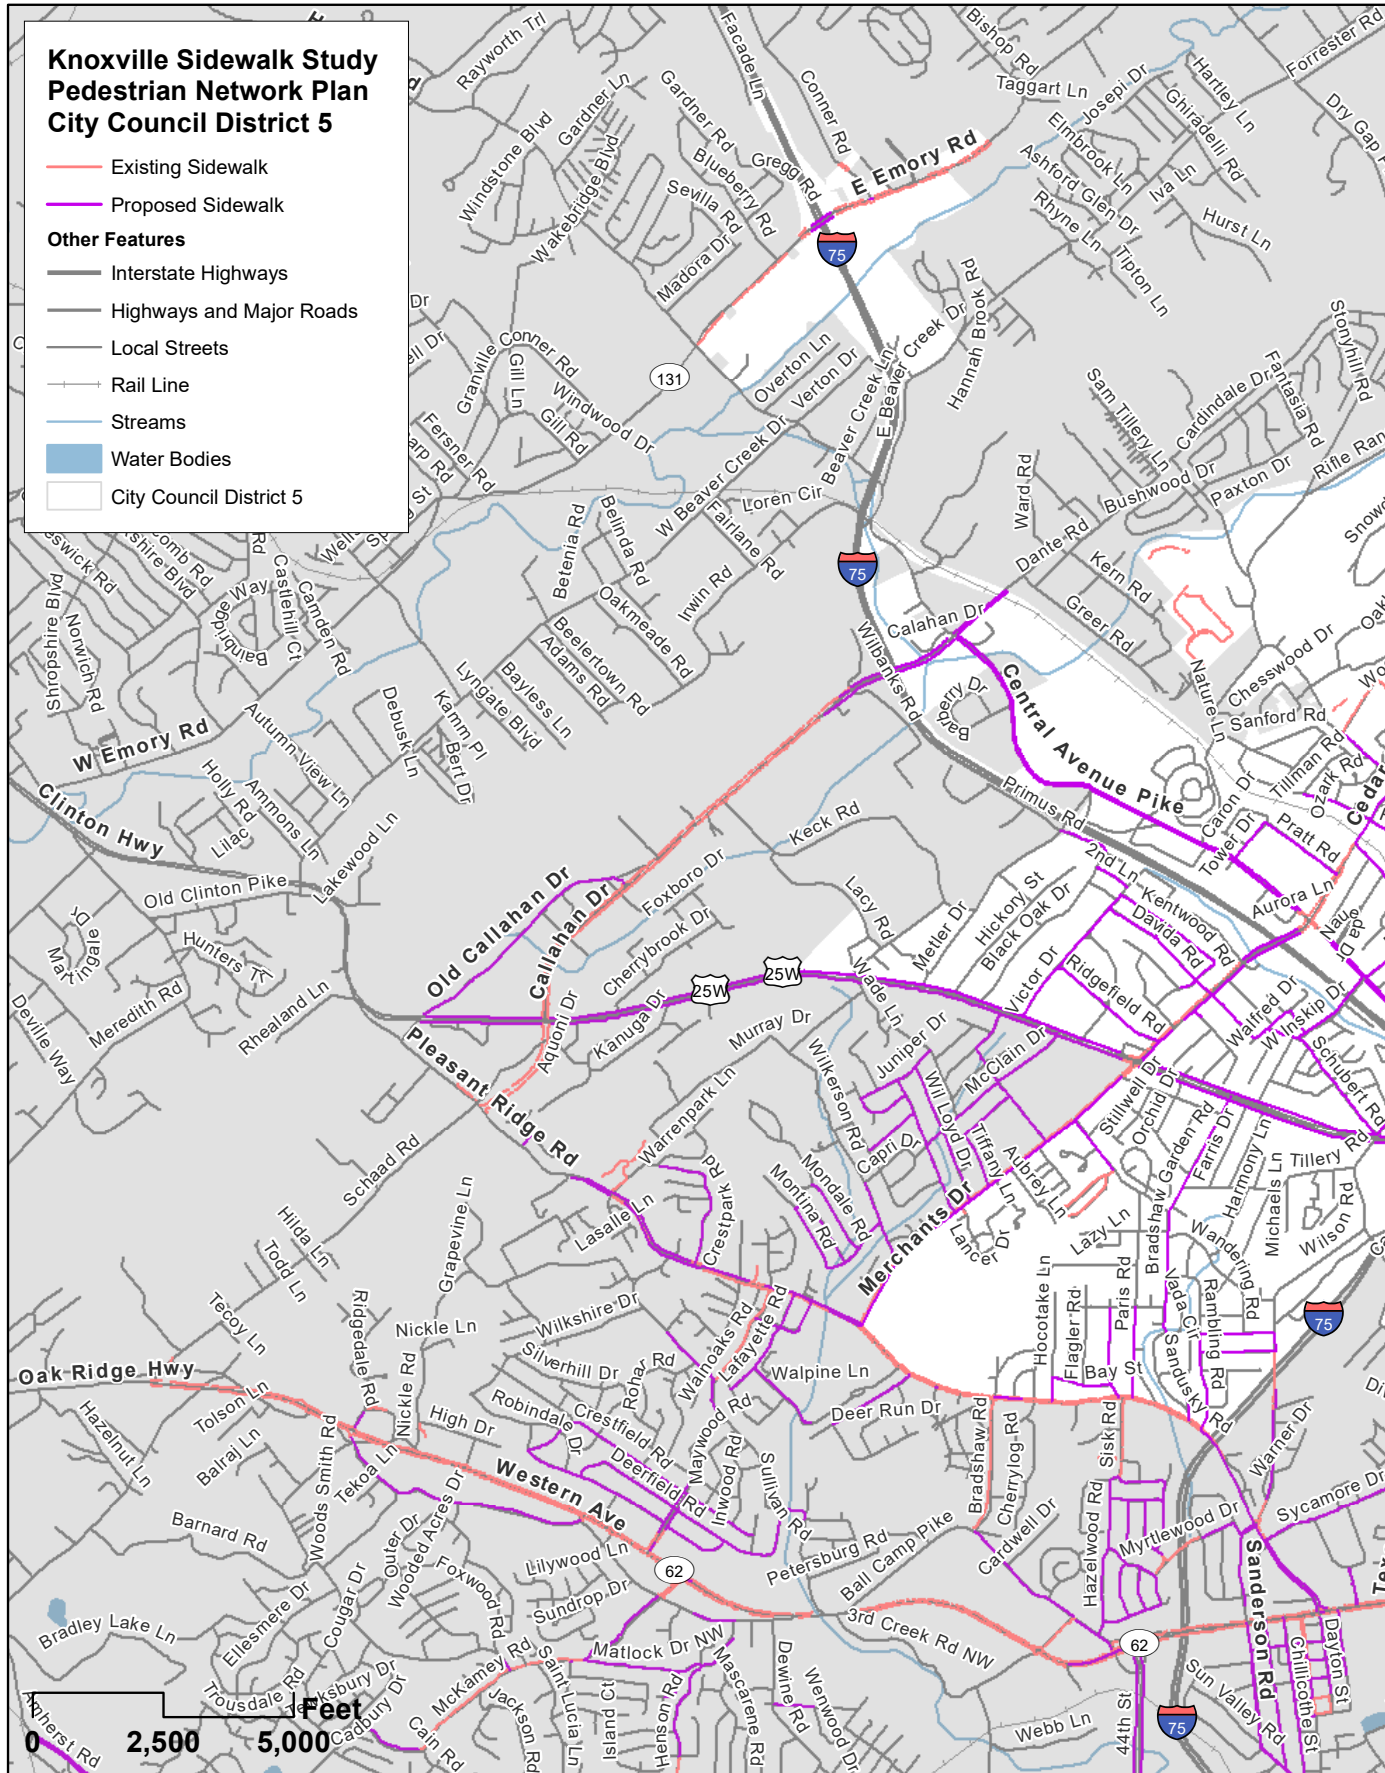 Knoxville Sidewalk Study
Pedestrian Network Plan
City Council District 5
Existing Sidewalk
Proposed Sidewalk
Other Features
Interstate Highways
Highways and Major Roads
Local Streets
Rail Line
Streams
Water Bodies
City Council District 5
Rayworth Trl
Facade Ln
Bishop Rd
Forrester Rd
Conner Rd
Taggart Ln
Josepi Dr
Hartley Ln
Ghiradelli Rd
Gardner Ln
Gardner Rd
Windstone Blvd
Wakebridge Blvd
Blueberry Rd
Gregg Rd
E Emory Rd
Elmbrook Ln
Ashford Glen Dr
Iva Ln
Sevilla Rd
Rhyne Ln
Hurst Ln
Tipton Ln
Madora Dr
75
Hannah Brook Rd
Stonyhill Rd
Dr
Granville Conner Rd
Gill Ln
131
Overton Ln
Verton Dr
E Beaver Creek Dr
Fantasia Rd
Cardindale Dr
Sam Tillery Ln
Windwood Dr
Gill Rd
Fersner Rd
W Beaver Creek Dr
Beaver Creek Ln
Rifle Ran
Paxton Dr
Bushwood Dr
Ward Rd
Loren Cir
Fairlane Rd
Belinda Rd
Betenia Rd
Dante Rd
Kern Rd
75
Irwin Rd
Oakmeade Rd
Greer Rd
Calahan Dr
Wilbanks Rd
Castlehill Ct
Camden Rd
Bainbridge Way
Shropshire Blvd
Norwich Rd
Beelertown Rd
Adams Rd
Bayless Ln
Lyngate Blvd
Kamm Pl
Bert Dr
Debusk Ln
Chesswood Dr
Nature Ln
Sanford Rd
Barberry Dr
Central Avenue Pike
Tillman Rd
Ozark Rd
W Emory Rd
Autumn View Ln
Holly Rd
Ammons Ln
Lilac
Clinton Hwy
Lakewood Ln
Old Clinton Pike
Primus Rd
Caron Dr
Tower Dr
Pratt Rd
Cedar
Keck Rd
Foxboro Dr
2nd Ln
Kentwood Rd
Davida Rd
Aurora Ln
Lacy Rd
Metler Dr
Hickory St
Black Oak Dr
Old Callahan Dr
Callahan Dr
Cherrybrook Dr
Hunters Tl
Martingale Dr
25W
25W
Wade Ln
Victor Dr
Ridgefield Rd
Walfred Dr
W Inskip Dr
Meredith Rd
Rhealand Ln
Deville Way
Aquoni Dr
Kanuga Dr
Murray Dr
Juniper Dr
McClain Dr
Wilkerson Rd
Wil Loyd Dr
Stillwell Dr
Orchid Dr
Schubert Rd
Pleasant Ridge Rd
Warrenpark Ln
Schaad Rd
Capri Dr
Tiffany Ln
Aubrey Ln
Garden Rd
Farris Dr
Harmony Ln
Tillery Rd
Michaels Ln
Wilson Rd
Bradshaw
Mondale Rd
Montina Rd
Crestpark Rd
Lasalle Ln
Merchants Dr
Lancer Dr
Lazy Ln
Wandering Rd
Grapevine Ln
Hilda Ln
Todd Ln
Hocotake Ln
Flagler Rd
Paris Rd
Vada Cir
Rambling Rd
75
Tecoy Ln
Ridgedale Rd
Nickle Ln
Nickle Rd
Wilkshire Dr
Silverhill Dr
Rohar Rd
Walnoaks Rd
Lafayette Rd
Walpine Ln
Bay St
Sandusky Rd
Oak Ridge Hwy
Tolson Ln
Hazelnut Ln
Balraj Ln
Woods Smith Rd
Tekoa Ln
High Dr
Robindale Dr
Crestfield Rd
Deerfield Rd
Maywood Rd
Inwood Rd
Sullivan Rd
Deer Run Dr
Bradshaw Rd
Cherrylog Rd
Siski Rd
Warner Dr
Western Ave
Barnard Rd
Outer Dr
Wooded Acres Dr
Foxwood Rd
Lilywood Ln
Sundrop Dr
62
Petersburg Rd
Ball Camp Pike
Cardwell Dr
Hazelwood Rd
Myrtlewood Dr
Sycamore Dr
Sanderson Rd
Bradley Lake Ln
Ellesmere Dr
Cougar Dr
Matlock Dr NW
3rd Creek Rd NW
62
Dayton St
Chillicothe St
Trousdale Rd
Cadbury Dr
McKamey Rd
Saint Lucia Ln
Jackson Rd
Island Ct
Henson Rd
Mascarene Rd
Dewine Rd
Wenwood Dr
Cain Rd
Webb Ln
44th St
75
Sun Valley Rd
Amherst Rd
Feet
0 2,500 5,000